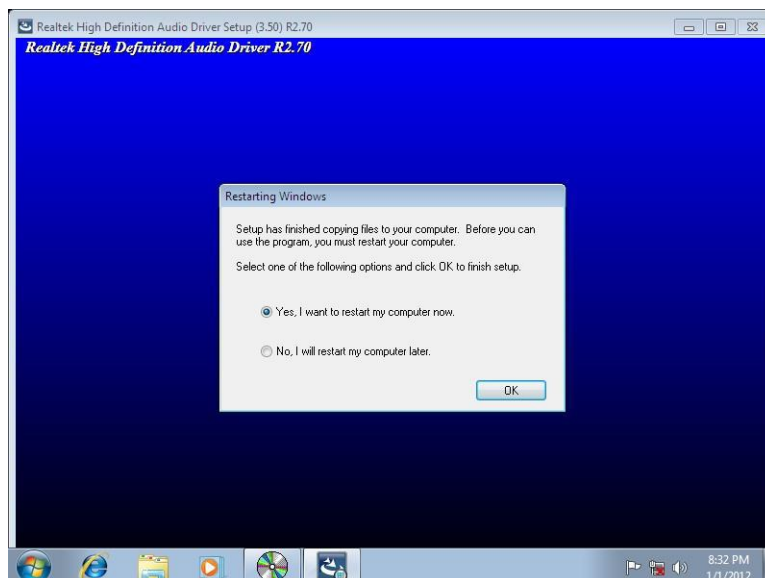 Realtek High Definition Audio Driver Setup (3.50) R2.70
Realtek High Definition Audio Driver R2.70
Restarting Windows
Setup has finished copying files to your computer.  Before you can
use the program, you must restart your computer.
Select one of the following options and click OK to finish setup.
Yes, I want to restart my computer now.
No, I will restart my computer later.
OK
8:32 PM
1/1/2012